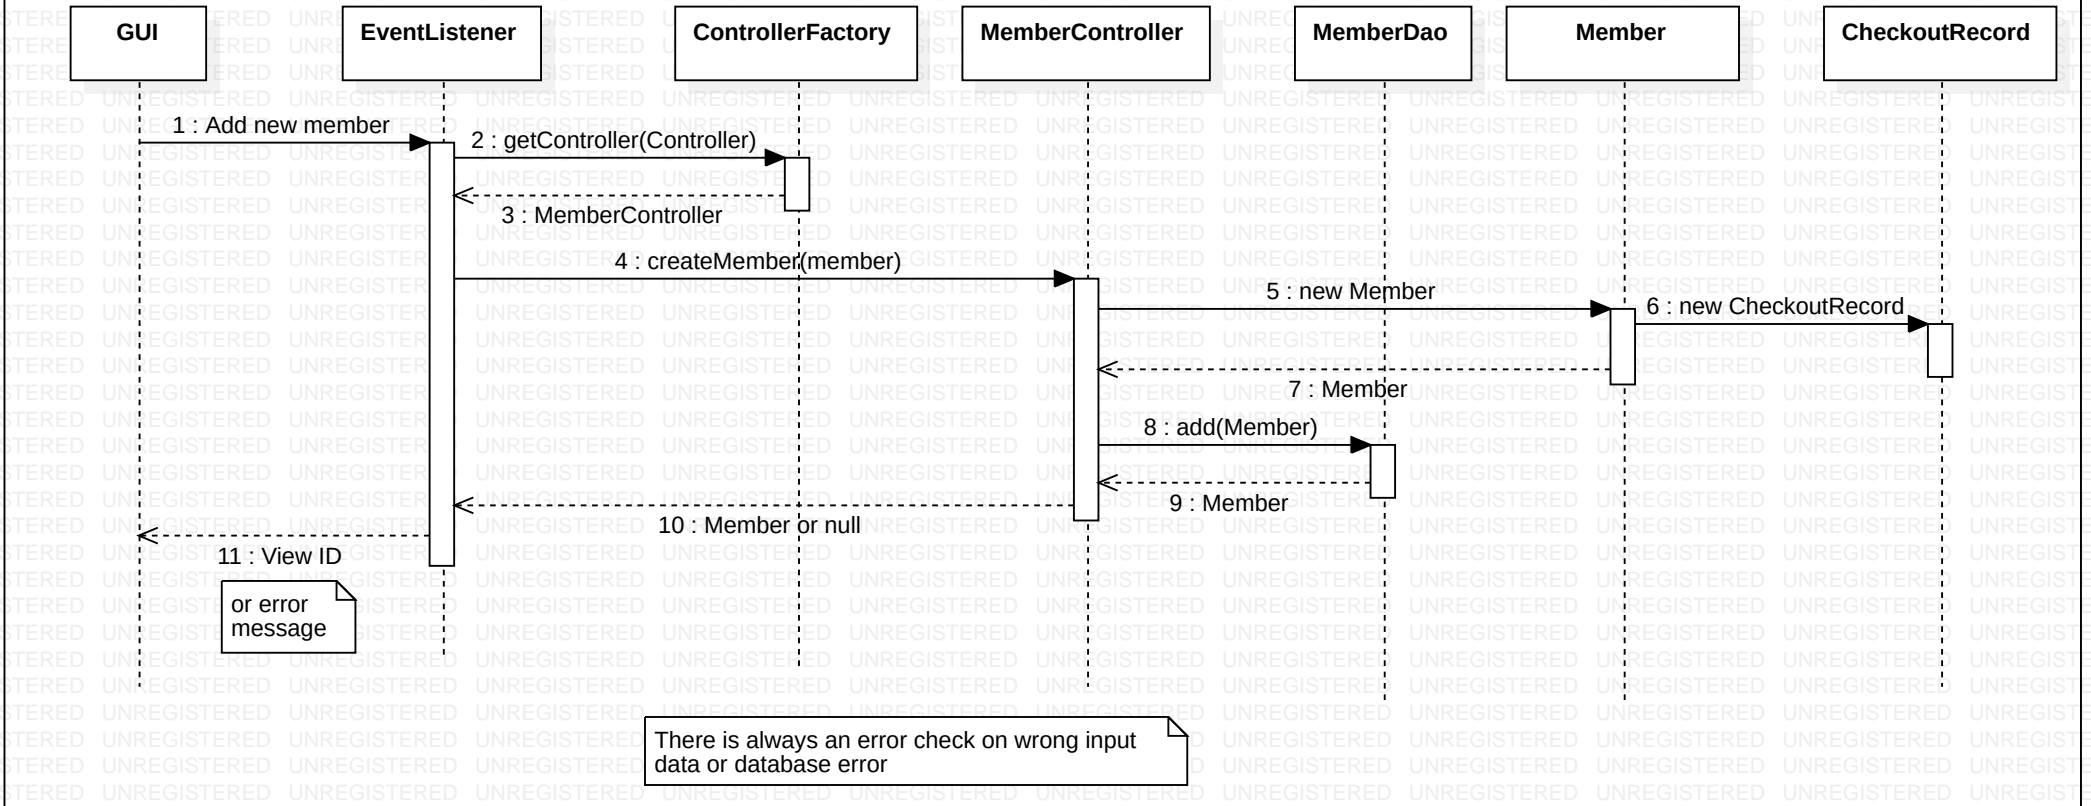 GUI
EventListener
ControllerFactory
MemberController
MemberDao
Member
CheckoutRecord
1 : Add new member
2 : getController(Controller)
3 : MemberController
4 : createMember(member)
5 : new Member
6 : new CheckoutRecord
7 : Member
8 : add(Member)
9 : Member
10 : Member or null
11 : View ID
or error
message
There is always an error check on wrong input
data or database error
UNREGISTERED